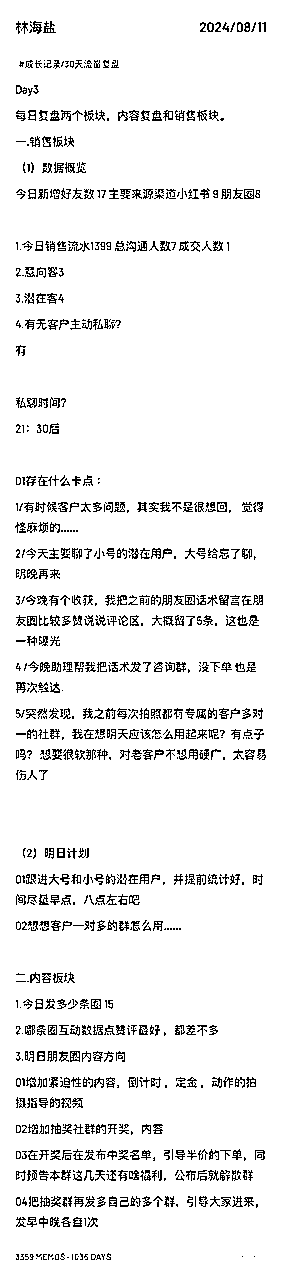 林海盐 2024/08/11
#成长记录/30天流留复盘
Day3
每日复盘两个板块，内容复盘和销售板块。
一.销售板块
（1）数据概览
今日新增好友数 17 主要来源渠道小红书 9 朋友圈8
1.今日销售流水1399 总沟通人数7 成交人数 1
2.意向客3
3.潜在客4
4.有无客户主动私聊？
有
私聊时间？
21：30后
01存在什么卡点：
1/有时候客户太多问题，其实我不是很想回， 觉得
怪麻烦的……
2/今天主要聊了小号的潜在用户，大号给忘了聊，
明晚再来
3/今晚有个收获，我把之前的朋友圈话术留言在朋
友圈比较多赞说说评论区，大概留了5条，这也是
一种曝光
4 /今晚助理帮我把话术发了咨询群，没下单 也是
再次触达.
5/突然发现，我之前每次拍照都有专属的客户多对
一的社群，我在想明天应该怎么用起来呢？有点子
吗？ 想要很软那种，对老客户不想用硬广，太容易
伤人了
（2）明日计划
01跟进大号和小号的潜在用户，并提前统计好，时
间尽量早点，八点左右吧
02想想客户一对多的群怎么用……
二.内容板块
1.今日发多少条圈 15
2.哪条圈互动数据点赞评最好 ，都差不多
3.明日朋友圈内容方向
01增加紧迫性的内容，倒计时 ，定金 ，动作的拍
摄指导的视频
02增加抽奖社群的开奖，内容
03在开奖后在发布中奖名单，引导半价的下单，同
时预告本群这几天还有啥福利，公布后就解散群
04把抽奖群再发多自己的多个群，引导大家进来，
发早中晚各自1次
3359 MEMOS · 1036 DAYS